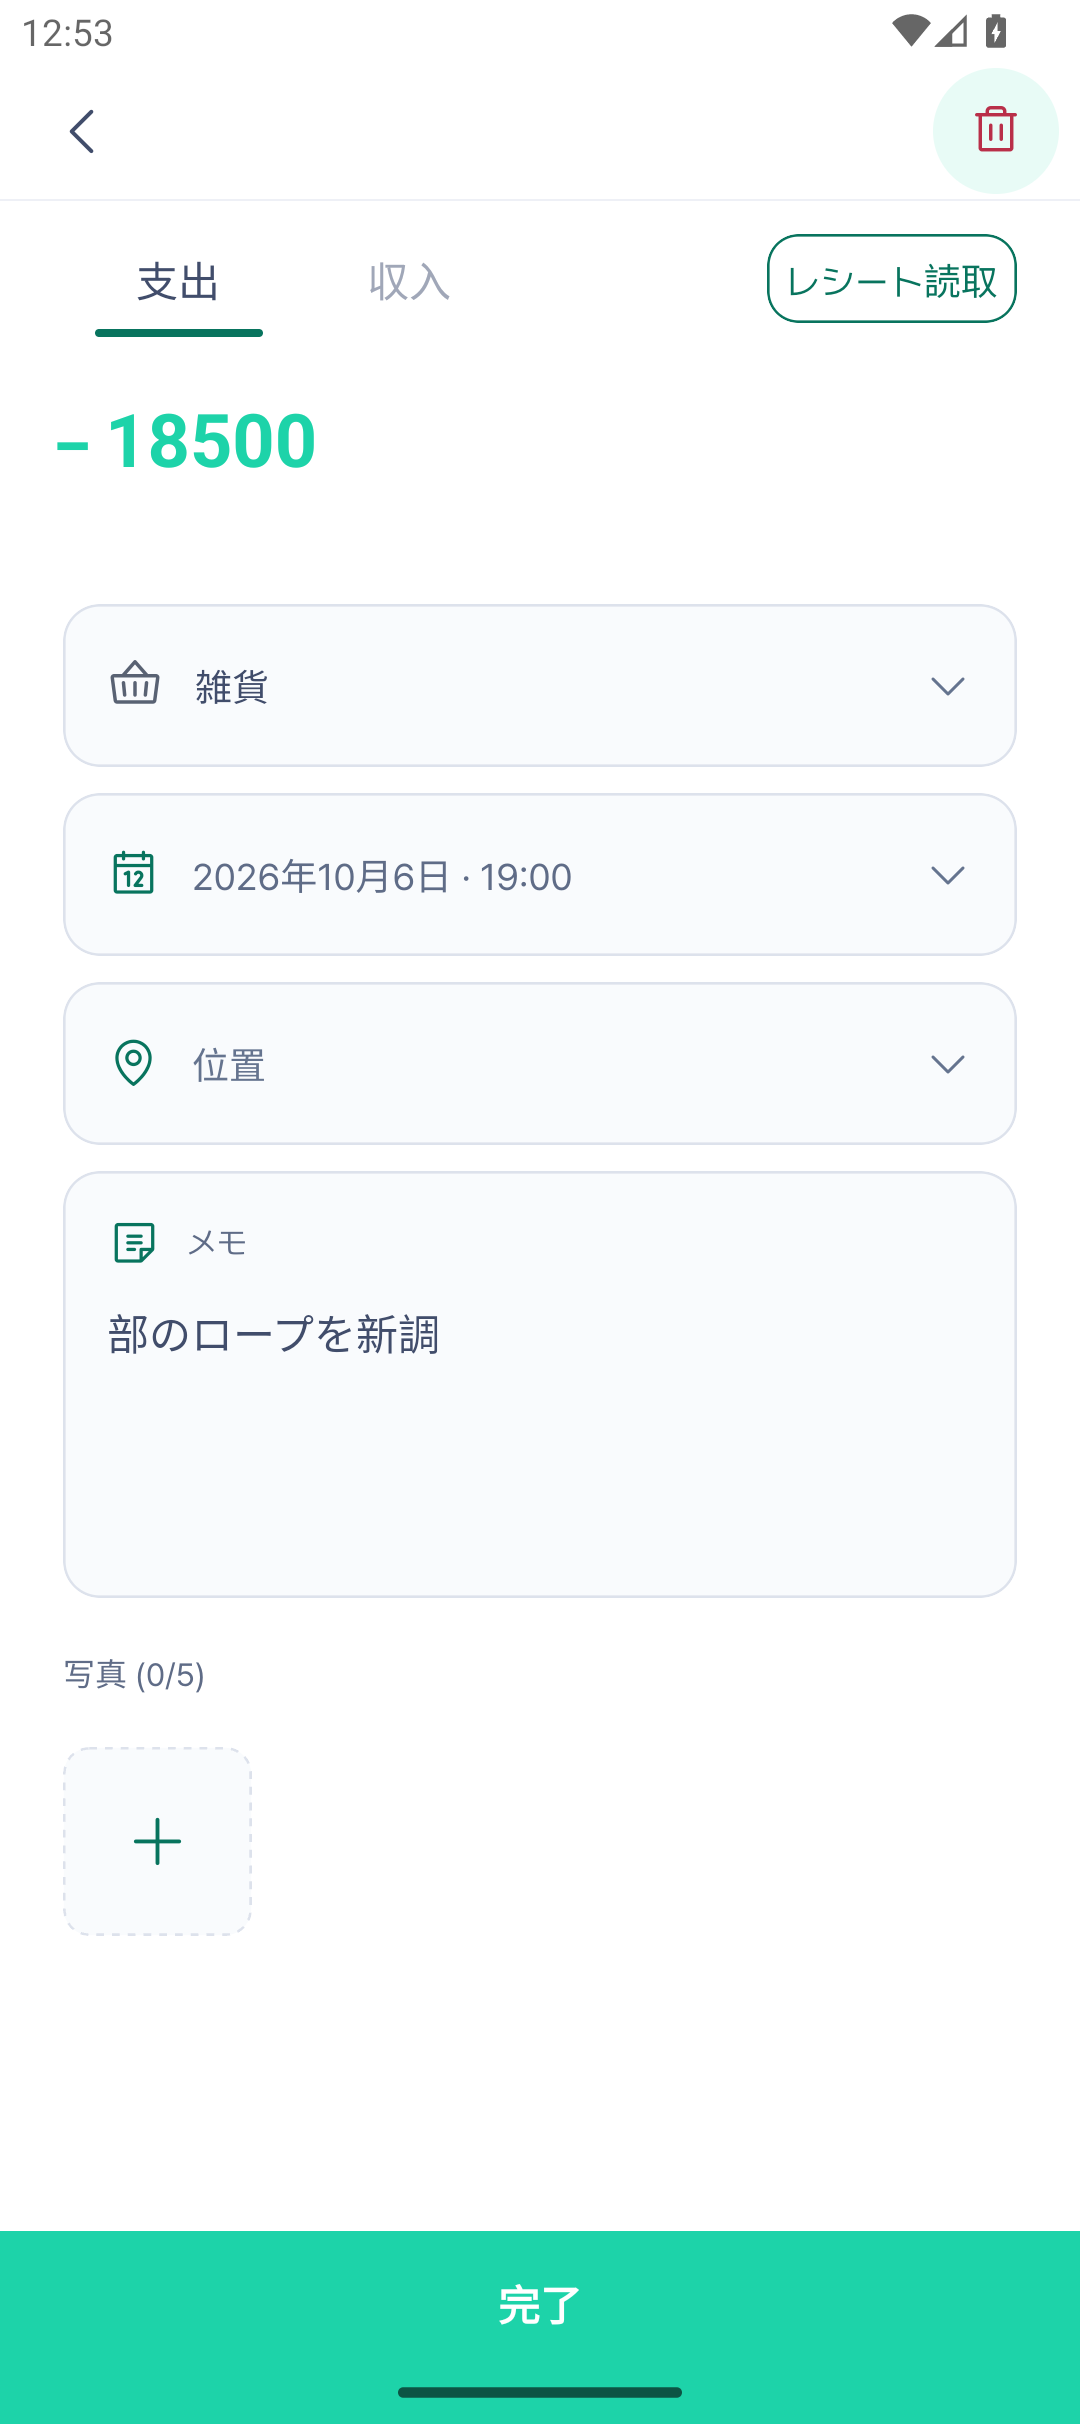 12:53
支出
収入
レシート読取
- 18500
雑貨
12
2026年10月6日 · 19:00
位置
メモ
部のロープを新調
写真 (0/5)
完了